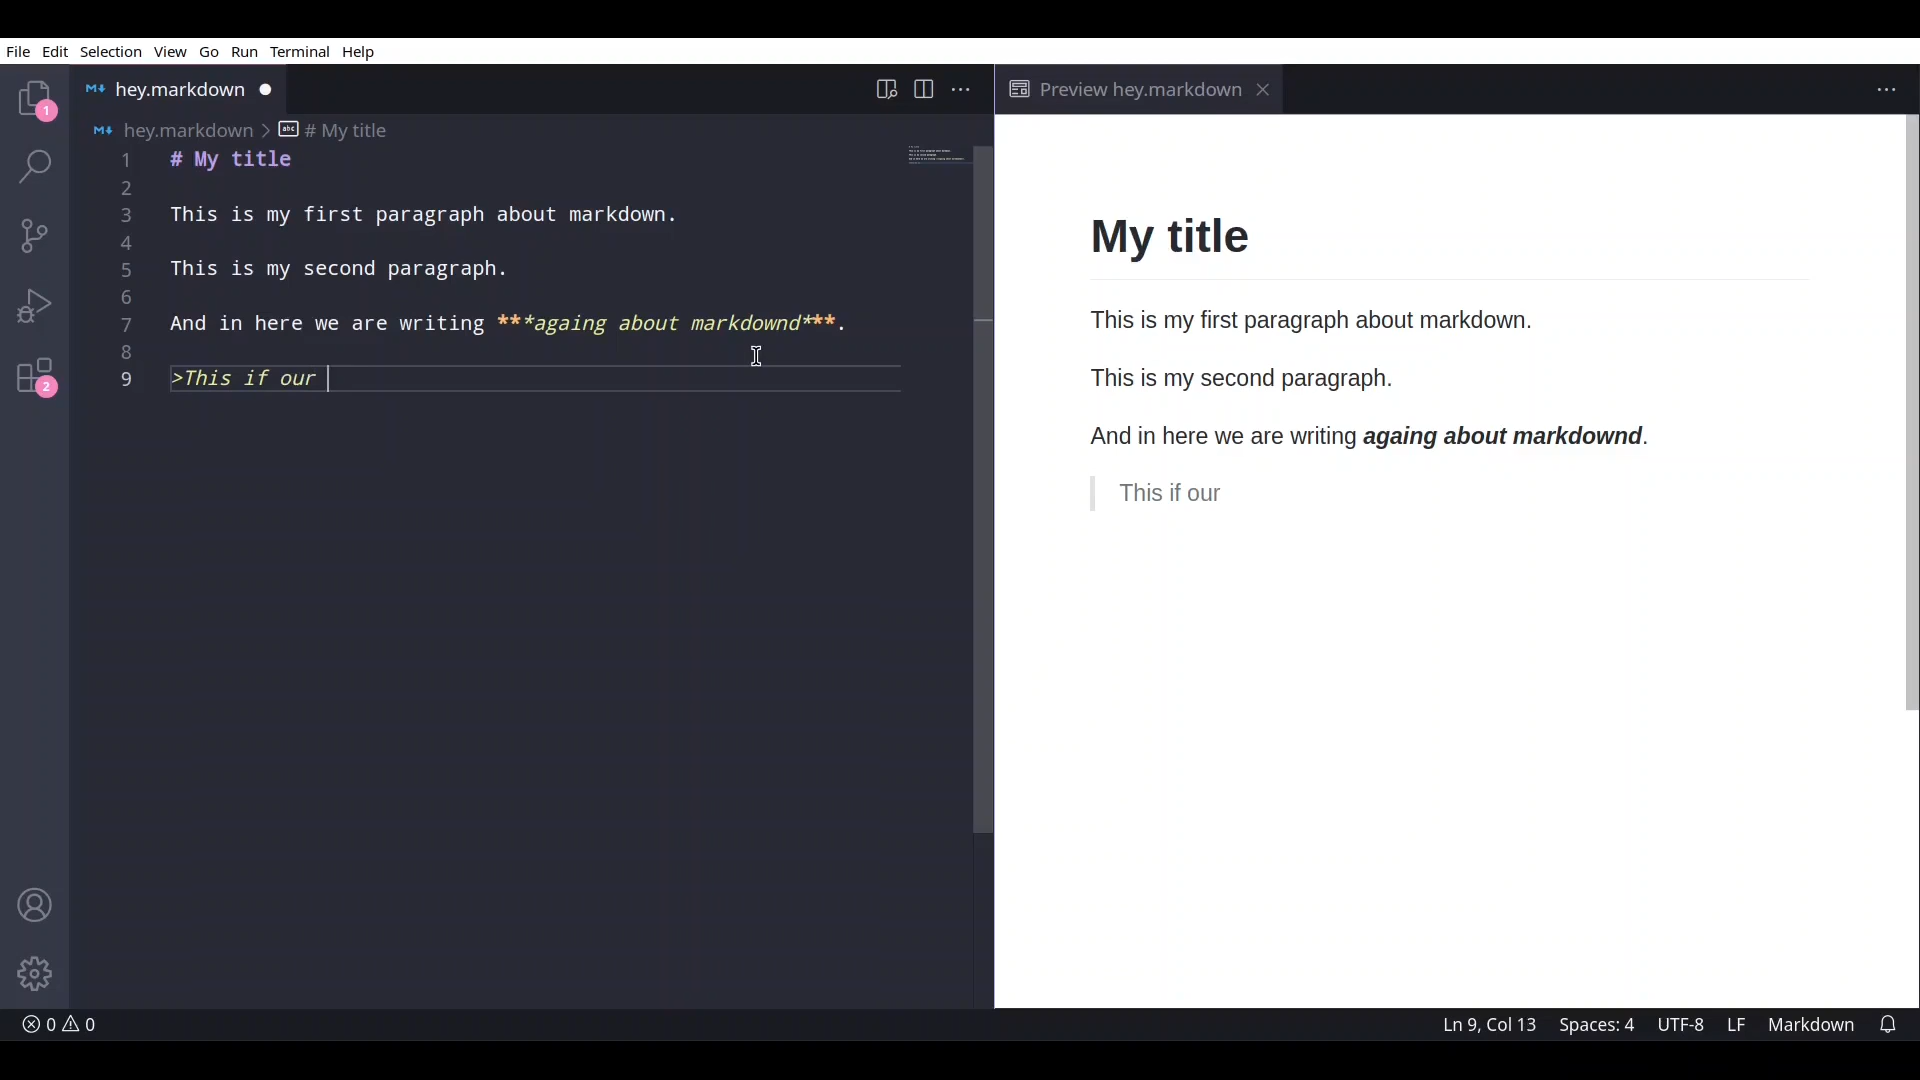 File Edit Selection View Go Run Terminal Help
1
2
hey.markdown
hey.markdown > # My title
1 # My title
2
3 This is my first paragraph about markdown.
4
5 This is my second paragraph.
6
7 And in here we are writing ***againg about markdownd***.
8
9 >This if our
Preview hey.markdown
My title
This is my first paragraph about markdown.
This is my second paragraph.
And in here we are writing againg about markdownd.
This if our
0 0 Ln 9, Col 13 Spaces: 4 UTF-8 LF Markdown